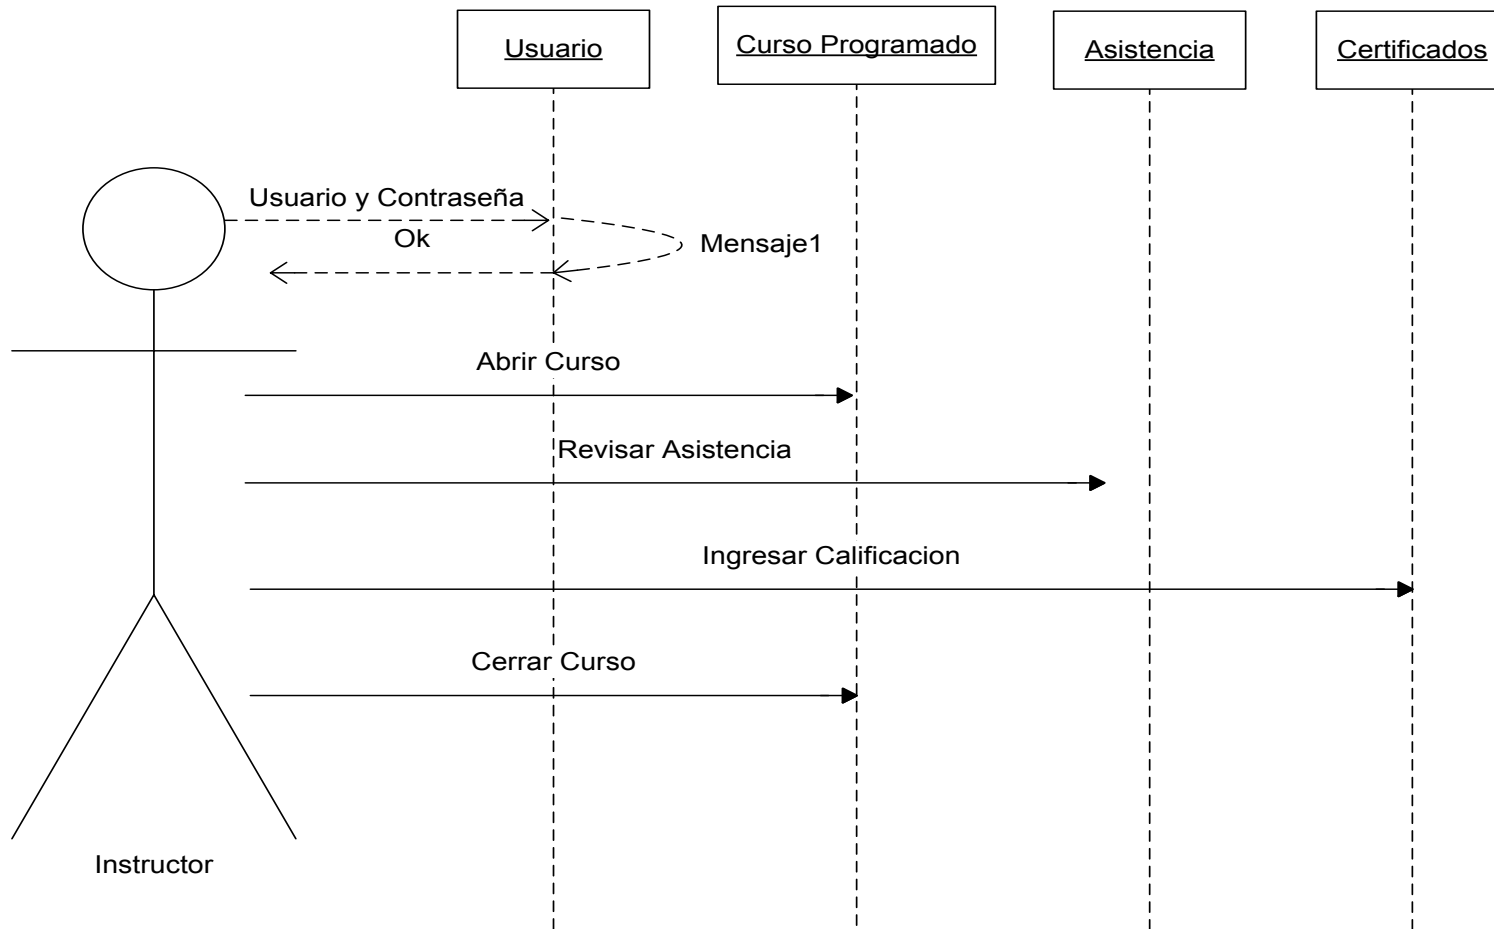 Usuario
Curso Programado
Asistencia
Certificados
Usuario y Contraseña
Ok
Mensaje1
Abrir Curso
Revisar Asistencia
Ingresar Calificacion
Cerrar Curso
Instructor